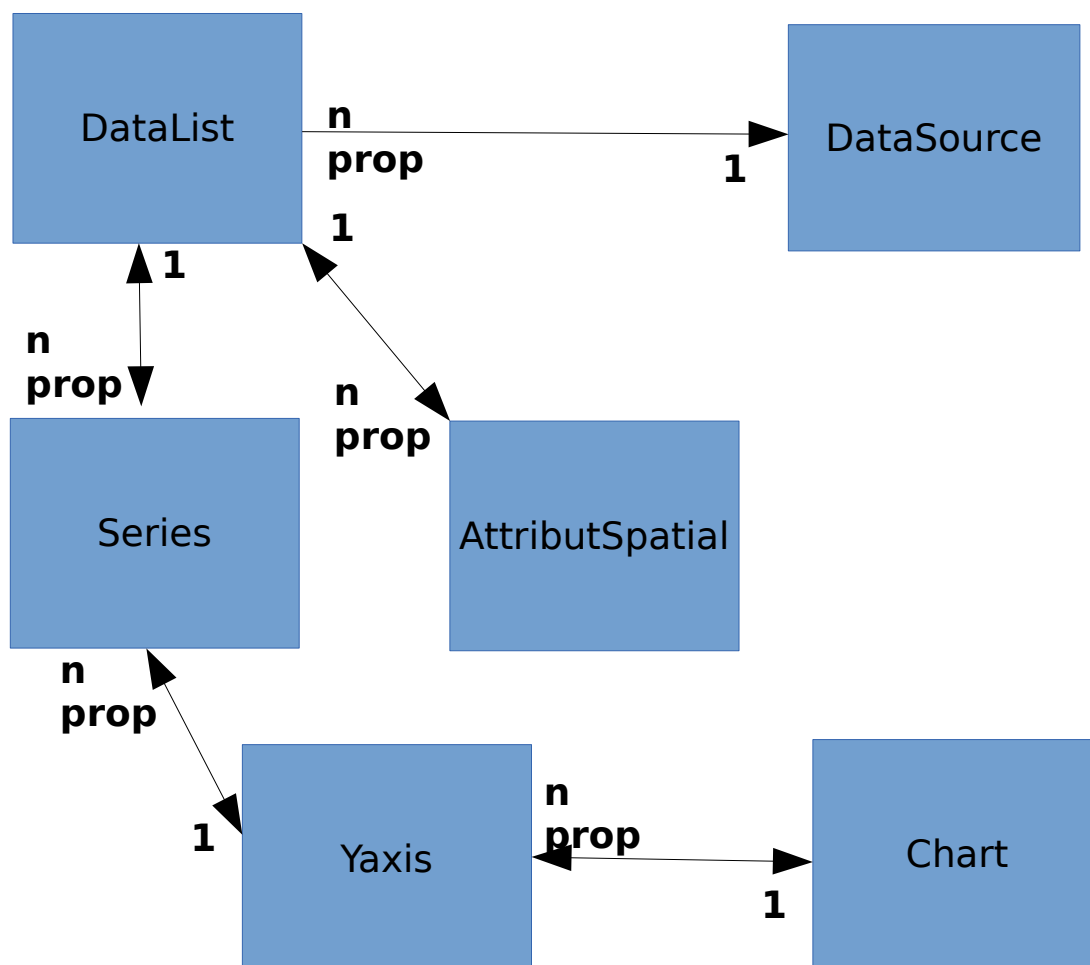 DataList
n
prop
1
DataSource
1
1
n
prop
n
prop
Series
AttributSpatial
n
prop
1
Yaxis
n
prop
1
Chart